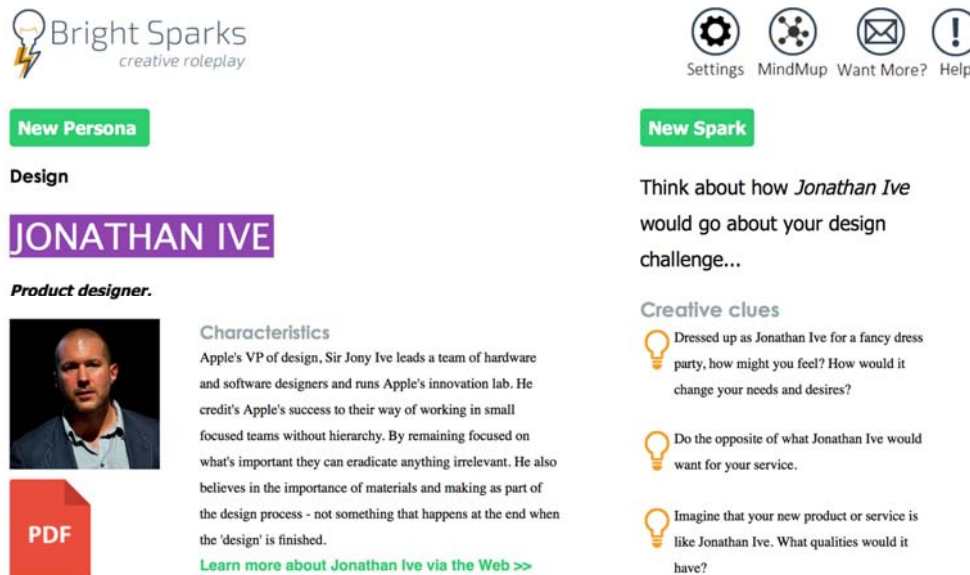 Bright Sparks
creative roleplay
Settings MindMup Want More? Help
New Persona
Design
JONATHAN IVE
Product designer.
Characteristics
Apple's VP of design, Sir Jony Ive leads a team of hardware
and software designers and runs Apple's innovation lab. He
credit's Apple's success to their way of working in small
focused teams without hierarchy. By remaining focused on
what's important they can eradicate anything irrelevant. He also
believes in the importance of materials and making as part of
the design process - not something that happens at the end when
the 'design' is finished.
Learn more about Jonathan Ive via the Web >>
PDF
New Spark
Think about how Jonathan Ive
would go about your design
challenge...
Creative clues
Dressed up as Jonathan Ive for a fancy dress
party, how might you feel? How would it
change your needs and desires?
Do the opposite of what Jonathan Ive would
want for your service.
Imagine that your new product or service is
like Jonathan Ive. What qualities would it
have?